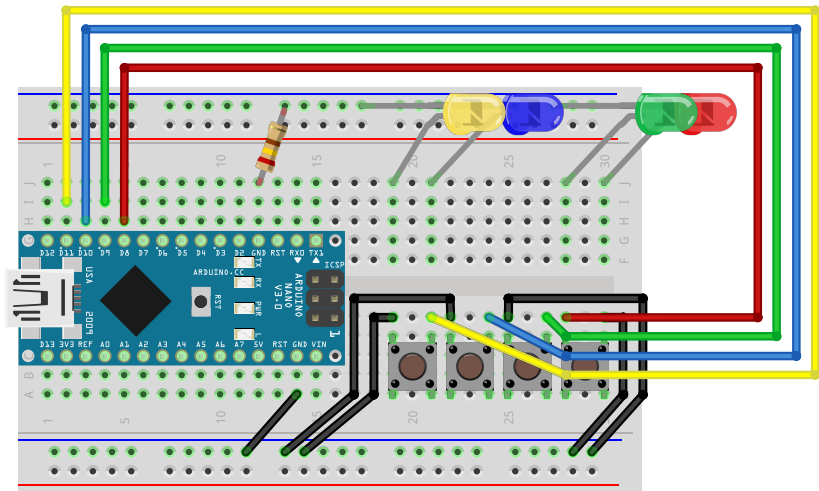 1 10 15 20 25 30
J J
I I
H H
G G
F F
D12 D11 D10 D9 D8 D7 D6 D5 D4 D3 D2 GND RST RX0 TX1
TX
RX
PWR
L
ARDUINO.CC
RST
ARDUINO
NANO
V3.0
ICSP
1
USA
2009
D13 3V3 REF A0 A1 A2 A3 A4 A5 A6 A7 5V RST GND VIN
B
A
1 5 10 15 20 25